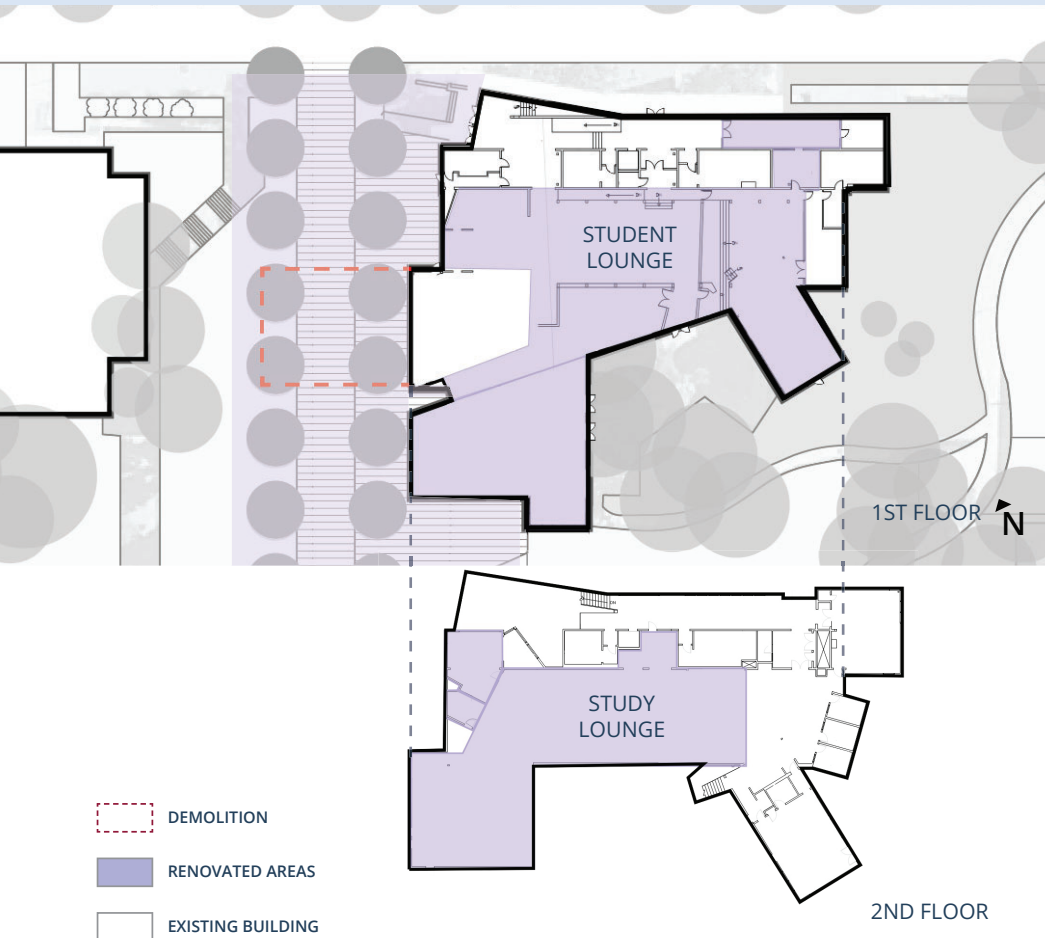 STUDENT
LOUNGE
1ST FLOOR
N
STUDY
LOUNGE
DEMOLITION
RENOVATED AREAS
EXISTING BUILDING
2ND FLOOR